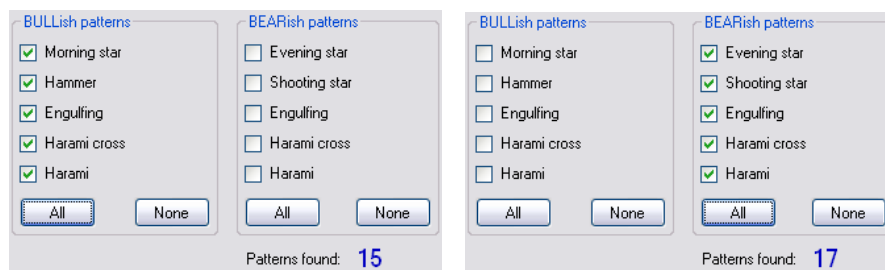 BULLish patterns
Morning star
Hammer
Engulfing
Harami cross
Harami
All None
BEARish patterns
Evening star
Shooting star
Engulfing
Harami cross
Harami
All None
Patterns found: 15
BULLish patterns
Morning star
Hammer
Engulfing
Harami cross
Harami
All None
BEARish patterns
Evening star
Shooting star
Engulfing
Harami cross
Harami
All None
Patterns found: 17